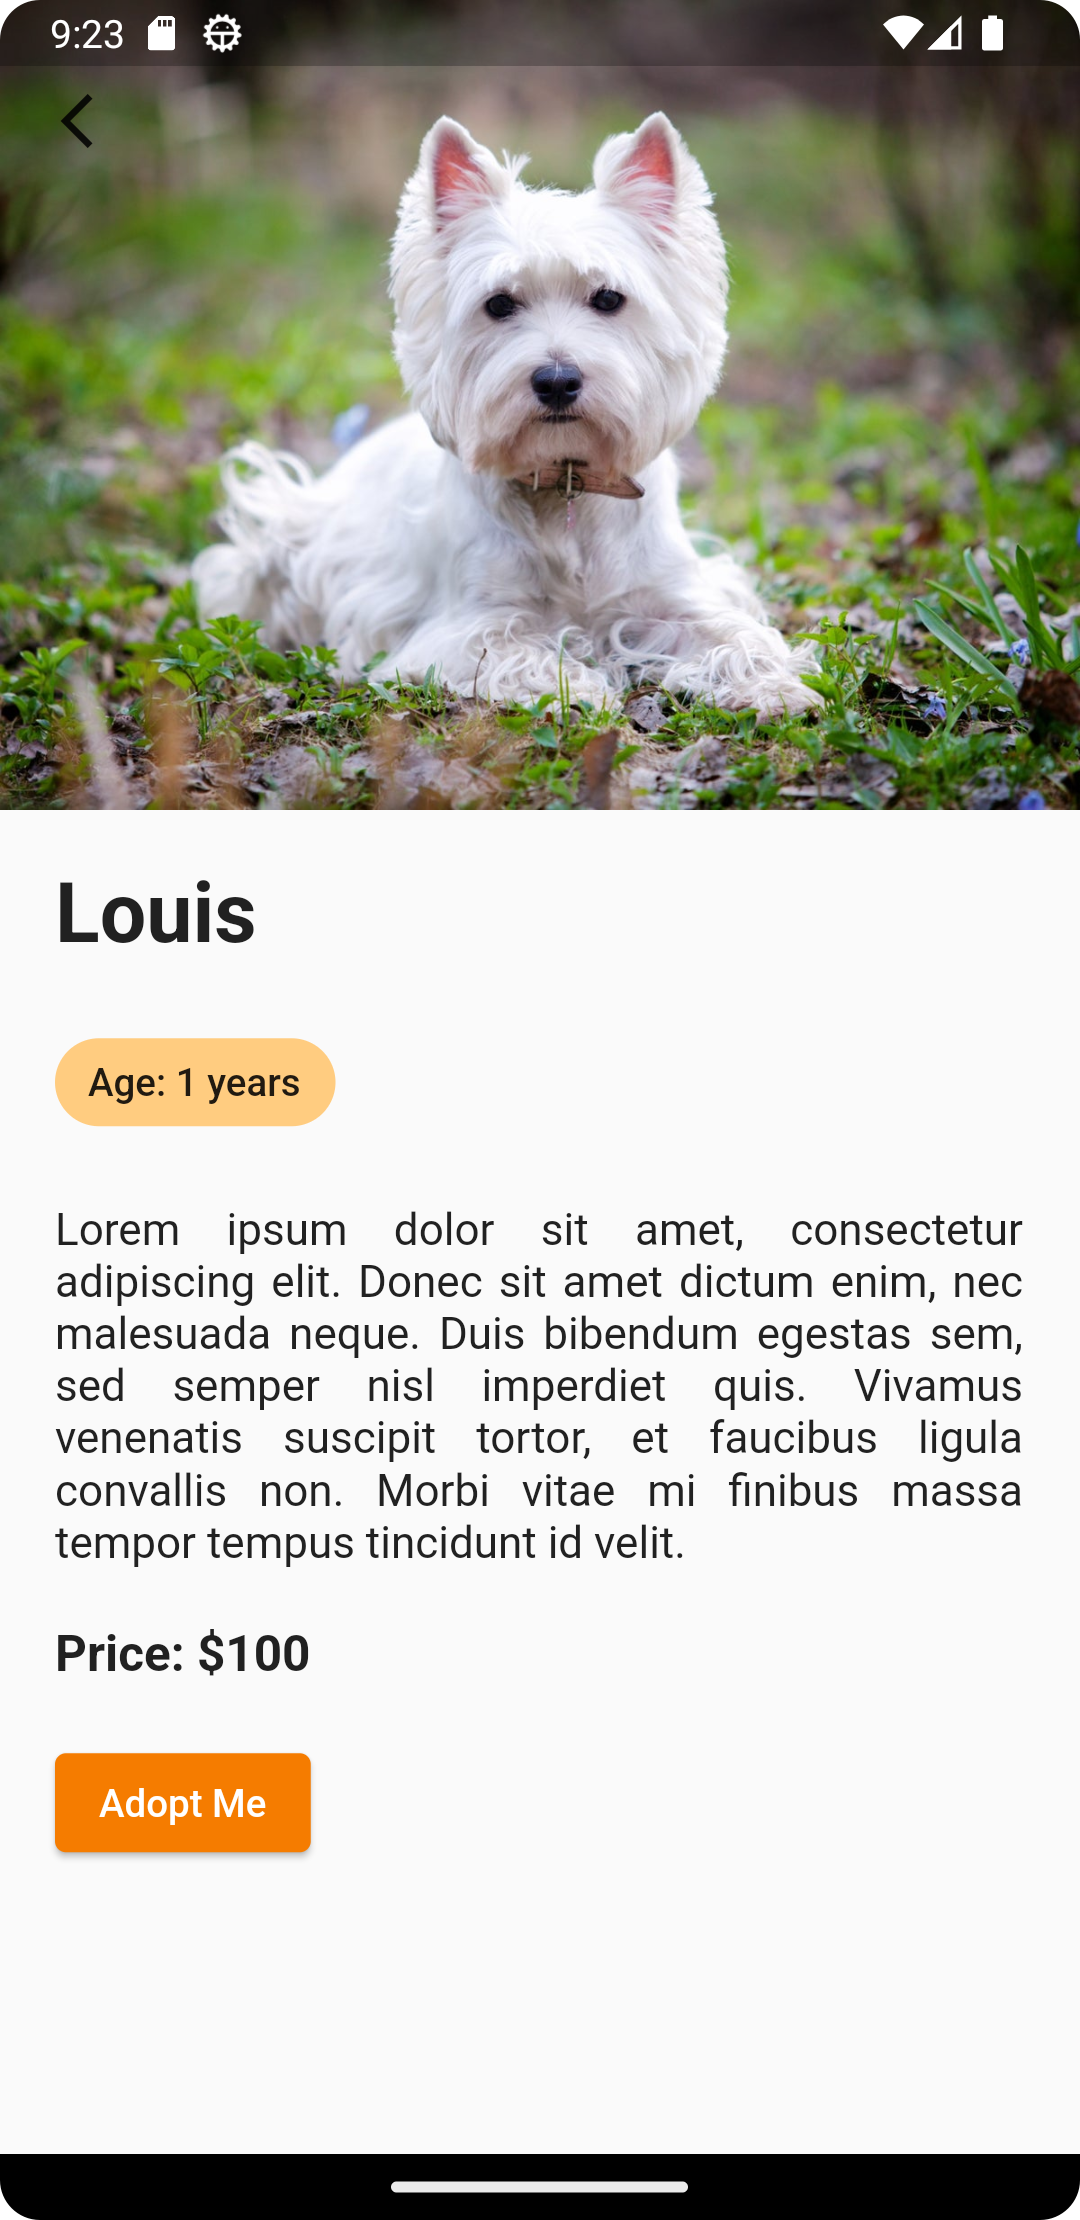 9:23
Louis
Age: 1 years
Lorem ipsum dolor sit amet, consectetur
adipiscing elit. Donec sit amet dictum enim, nec
malesuada neque. Duis bibendum egestas sem,
sed semper nisl imperdiet quis. Vivamus
venenatis suscipit tortor, et faucibus ligula
convallis non. Morbi vitae mi finibus massa
tempor tempus tincidunt id velit.
Price: $100
Adopt Me